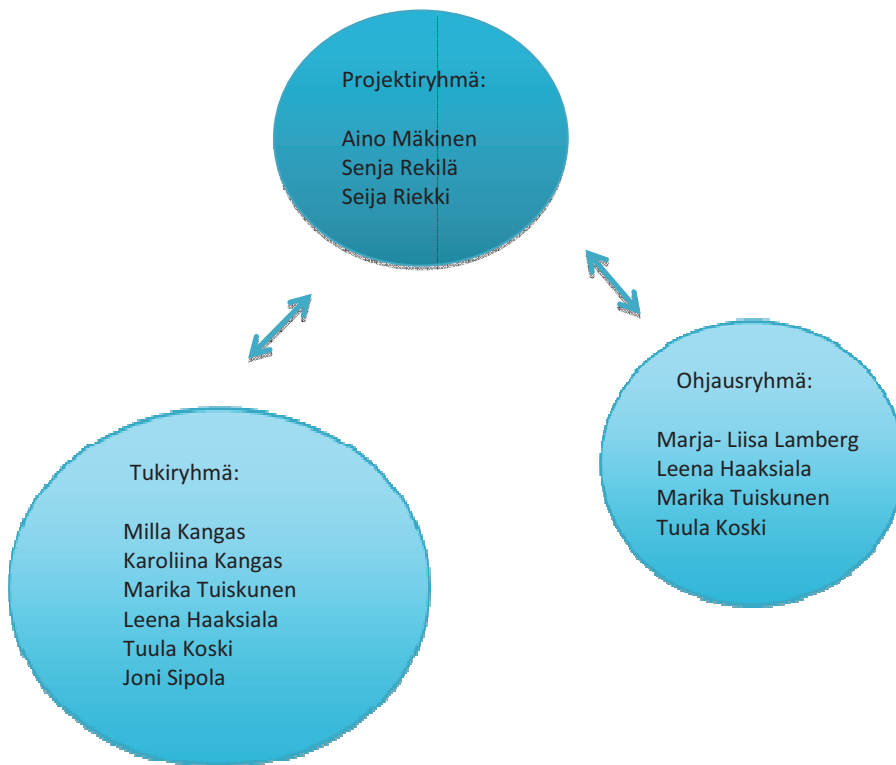 Projektiryhmä:
Aino Mäkinen
Senja Rekilä
Seija Riekki
Ohjausryhmä:
Marja- Liisa Lamberg
Leena Haaksiala
Marika Tuiskunen
Tuula Koski
Tukiryhmä:
Milla Kangas
Karoliina Kangas
Marika Tuiskunen
Leena Haaksiala
Tuula Koski
Joni Sipola